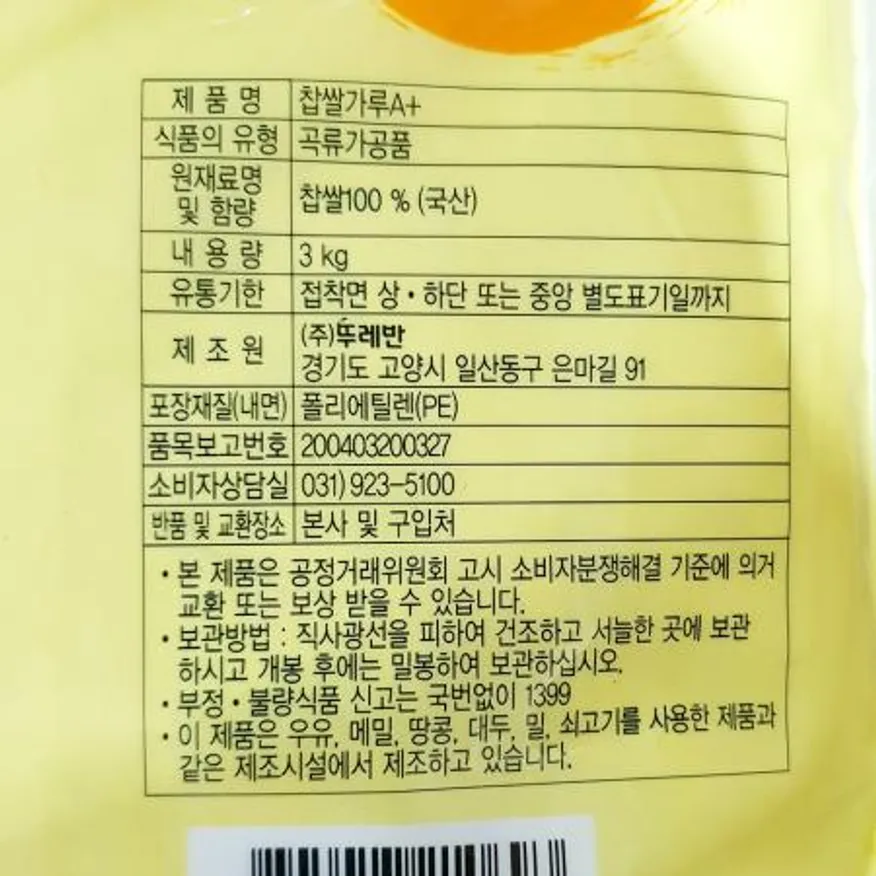 제 품 명 찹쌀가루A+
식품의 유형 곡류가공품
원재료명
및 함량 찹쌀100 % (국산)
내 용 량 3 kg
유통기한 접착면 상・하단 또는 중앙 별도표기일까지
제 조 원 (주)뚜레반
경기도 고양시 일산동구 은마길 91
포장재질(내면) 폴리에틸렌(PE)
품목보고번호 200403200327
소비자상담실 031) 923-5100
반품 및 교환장소 본사 및 구입처
・본 제품은 공정거래위원회 고시 소비자분쟁해결 기준에 의거
교환 또는 보상 받을 수 있습니다.
・보관방법 : 직사광선을 피하여 건조하고 서늘한 곳에 보관
하시고 개봉 후에는 밀봉하여 보관하십시오.
・부정・불량식품 신고는 국번없이 1399
・이 제품은 우유, 메밀, 땅콩, 대두, 밀, 쇠고기를 사용한 제품과
같은 제조시설에서 제조하고 있습니다.